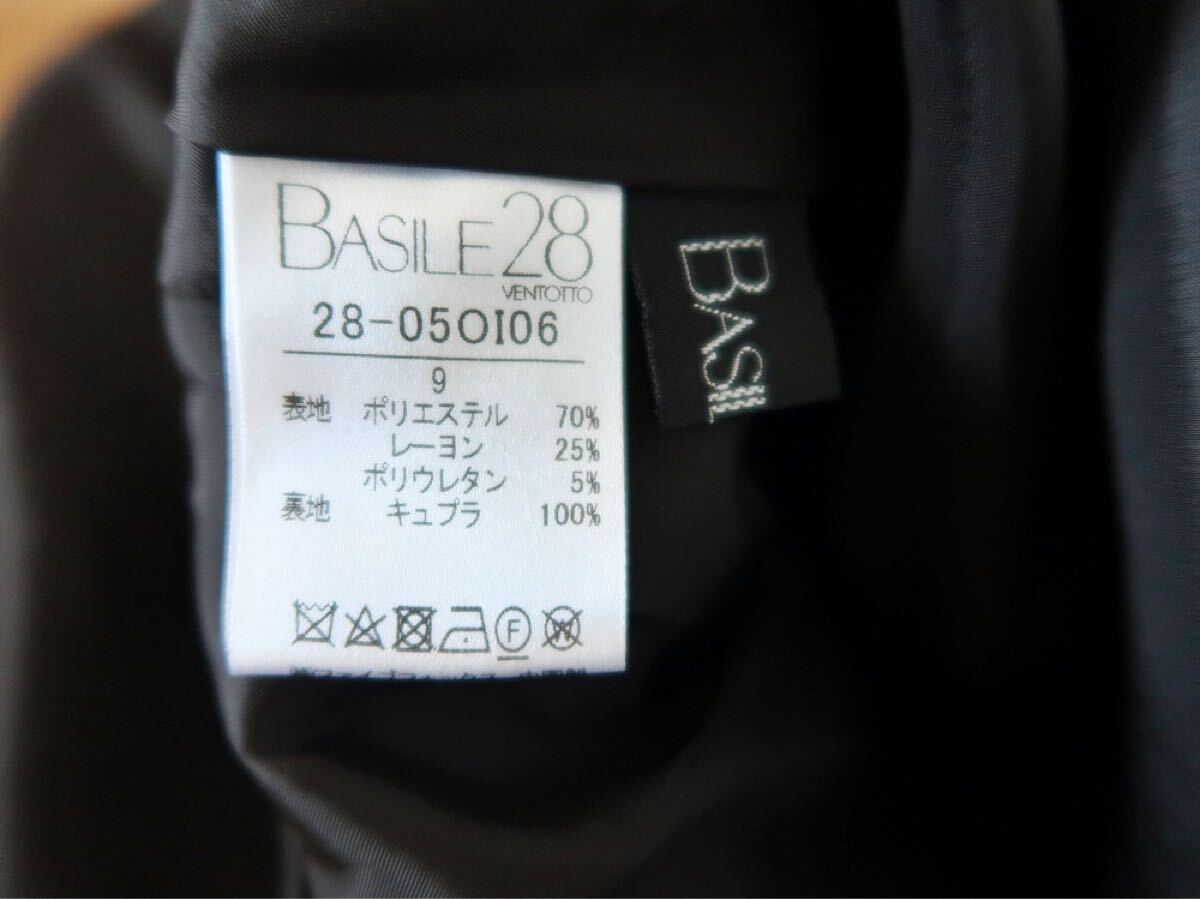 BASILE28
VENTOTTO
28-05OI06
9
表地 ポリエステル 70%
レーヨン 25%
ポリウレタン 5%
裏地 キュプラ 100%
F
W
BASIL